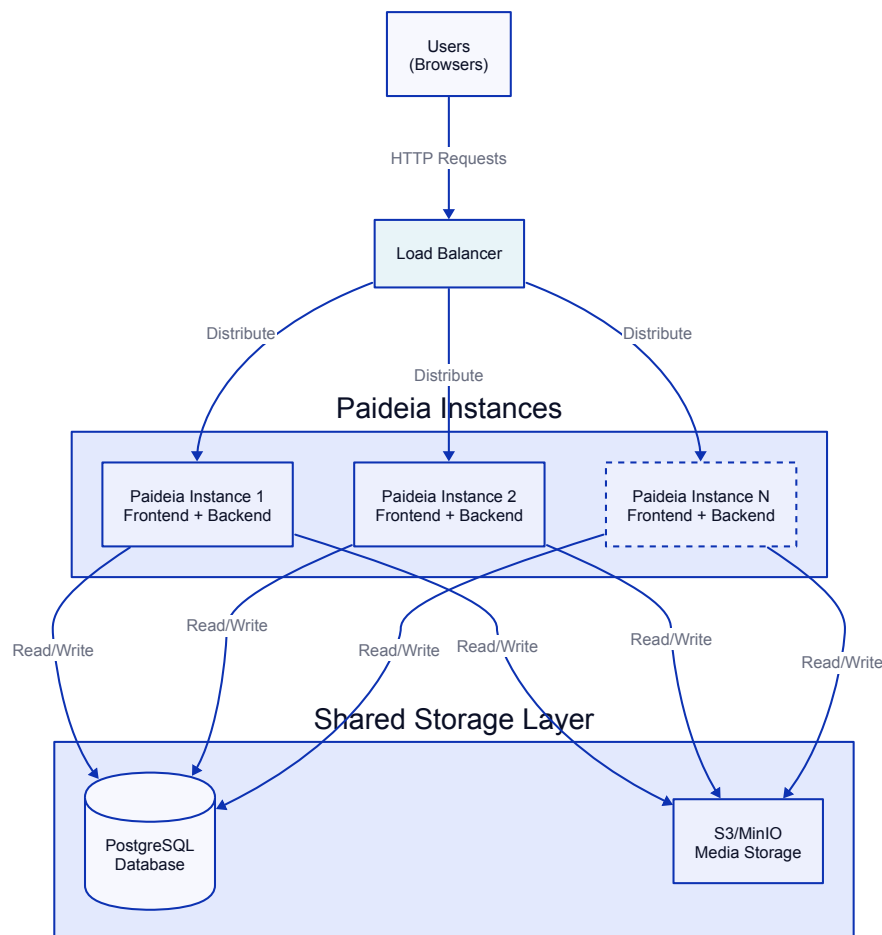 Users
(Browsers)
HTTP Requests
Load Balancer
Distribute
Distribute
Distribute
Paideia Instances
Paideia Instance 1
Frontend + Backend
Paideia Instance 2
Frontend + Backend
Paideia Instance N
Frontend + Backend
Read/Write
Read/Write
Read/Write
Read/Write
Read/Write
Read/Write
Shared Storage Layer
PostgreSQL
Database
S3/MinIO
Media Storage